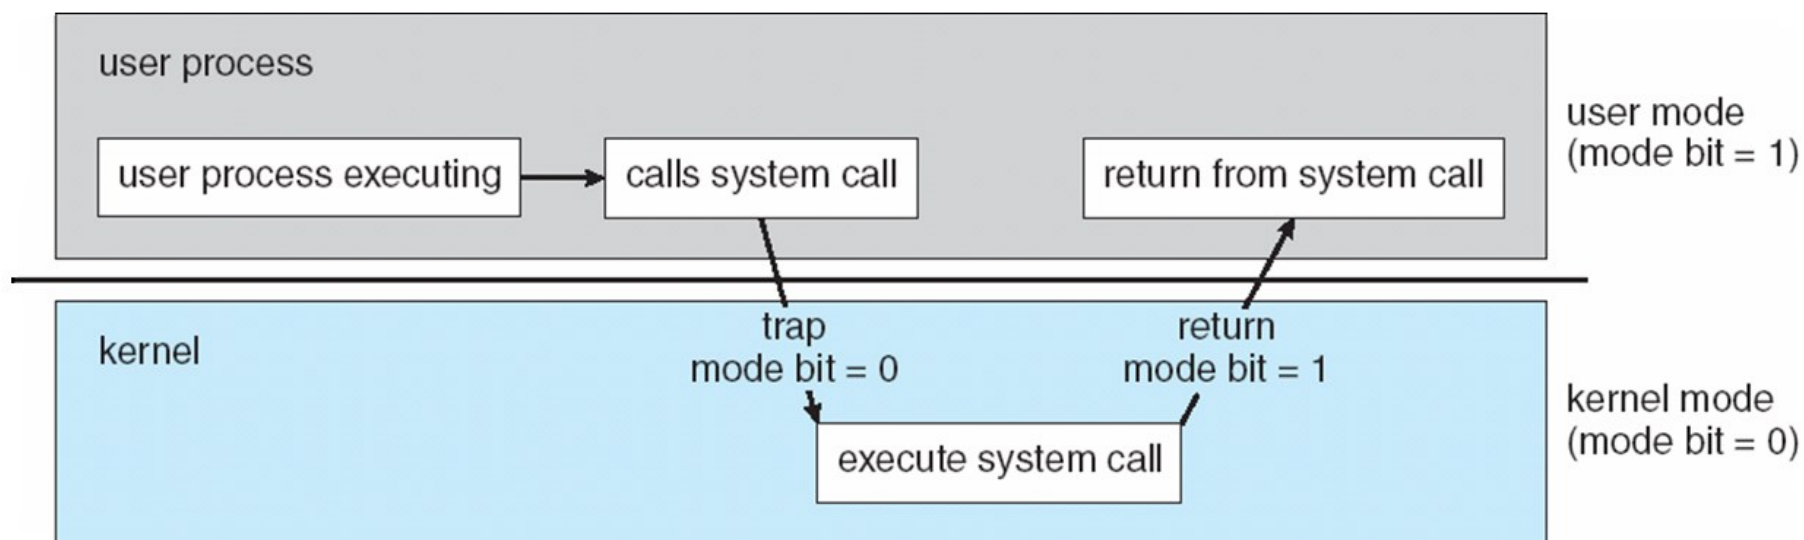 user process
user process executing
calls system call
return from system call
user mode
(mode bit = 1)
kernel
trap
mode bit = 0
return
mode bit = 1
execute system call
kernel mode
(mode bit = 0)